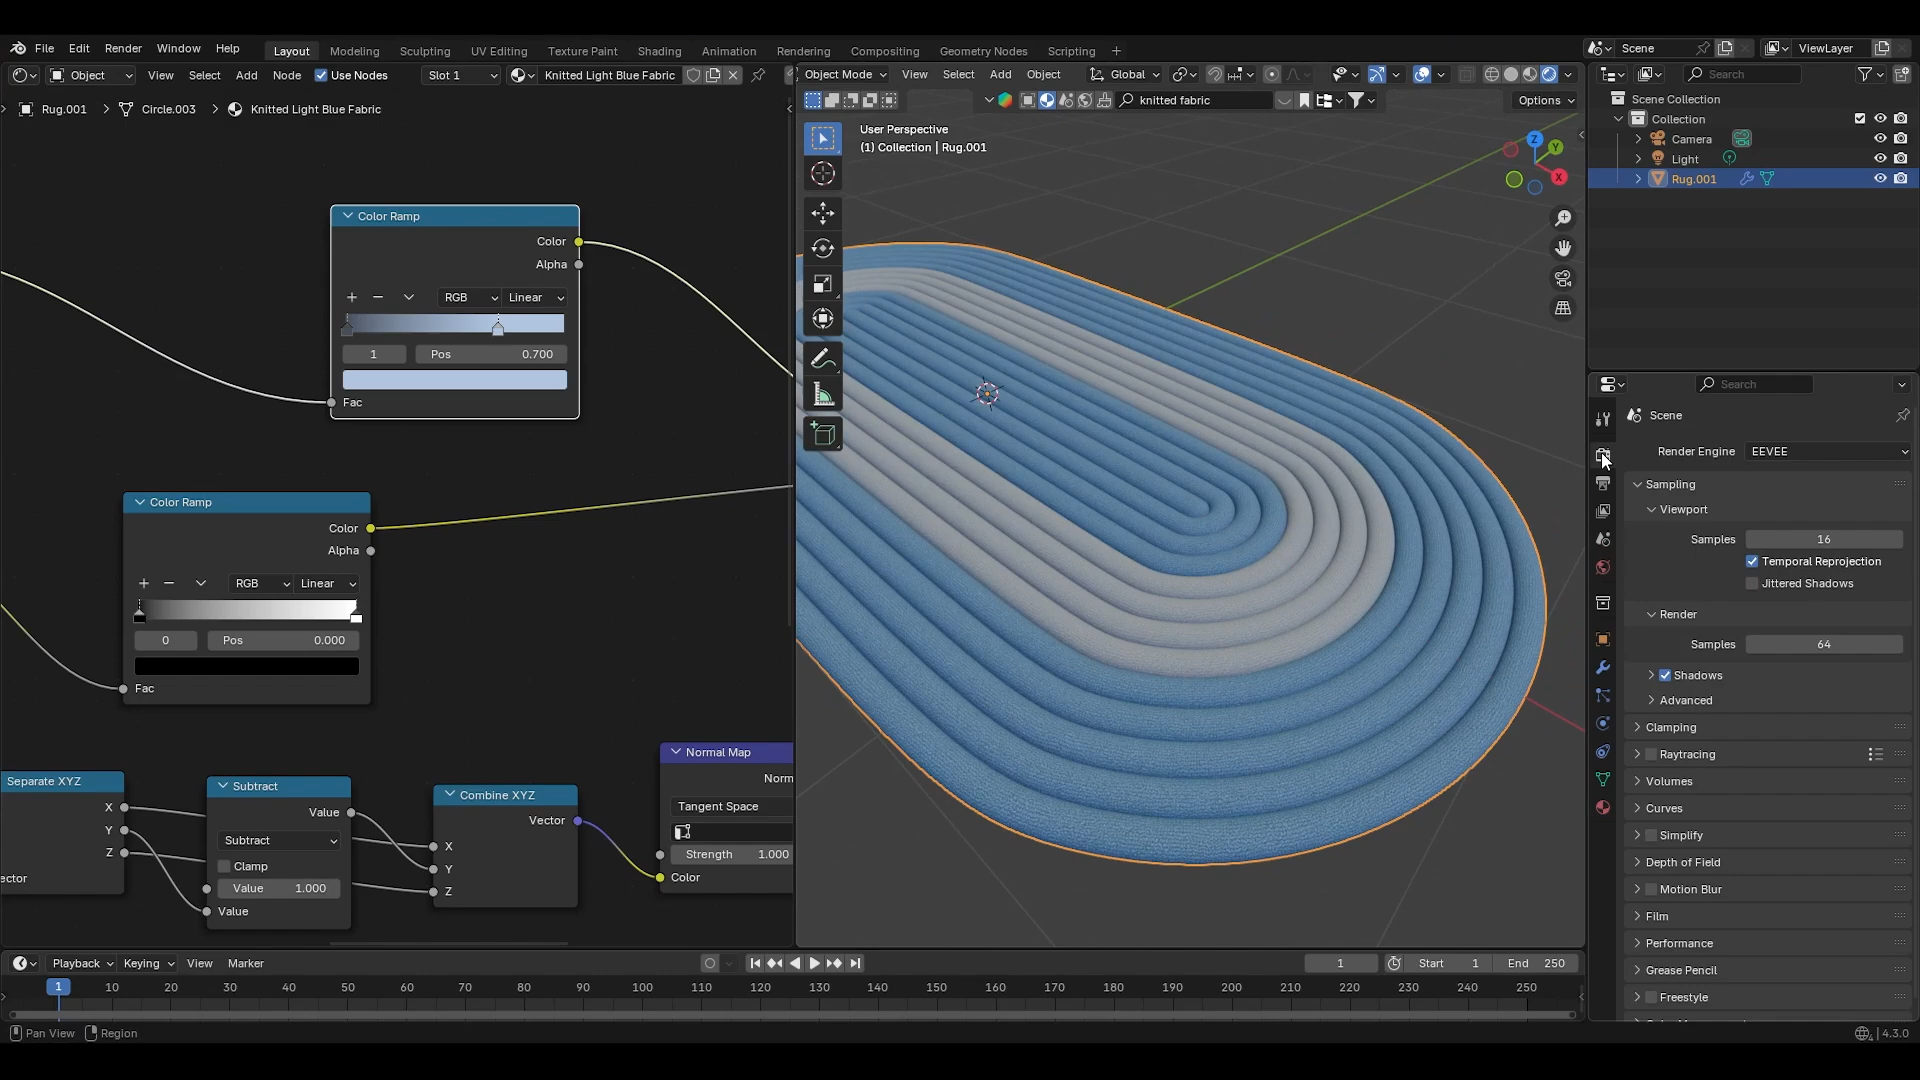 File Edit Render Window Help Layout Modeling Sculpting UV Editing Texture Paint Shading Animation Rendering Compositing Geometry Nodes Scripting + Scene ViewLayer
Object View Select Add Node Use Nodes Slot 1 Knitted Light Blue Fabric
Object Mode View Select Add Object Global
Search
knitted fabric Options
Rug.001 > Circle.003 > Knitted Light Blue Fabric
User Perspective
(1) Collection | Rug.001
Z
Y
X
Scene Collection
Collection
Camera
Light
Rug.001
Color Ramp
Color
Alpha
RGB Linear
1 Pos 0.700
Fac
Color Ramp
Color
Alpha
RGB Linear
0 Pos 0.000
Fac
Separate XYZ
X
Y
Z
ector
Subtract
Value
Subtract
Clamp
Value 1.000
Value
Combine XYZ
Vector
X
Y
Z
Normal Map
Norm
Tangent Space
Strength 1.000
Color
Search
Scene
Render Engine EEVEE
Sampling
Viewport
Samples 16
Temporal Reprojection
Jittered Shadows
Render
Samples 64
Shadows
Advanced
Clamping
Raytracing
Volumes
Curves
Simplify
Depth of Field
Motion Blur
Film
Performance
Grease Pencil
Freestyle
Playback Keying View Marker 1 Start 1 End 250
1 10 20 30 40 50 60 70 80 90 100 110 120 130 140 150 160 170 180 190 200 210 220 230 240 250
Pan View Region 4.3.0